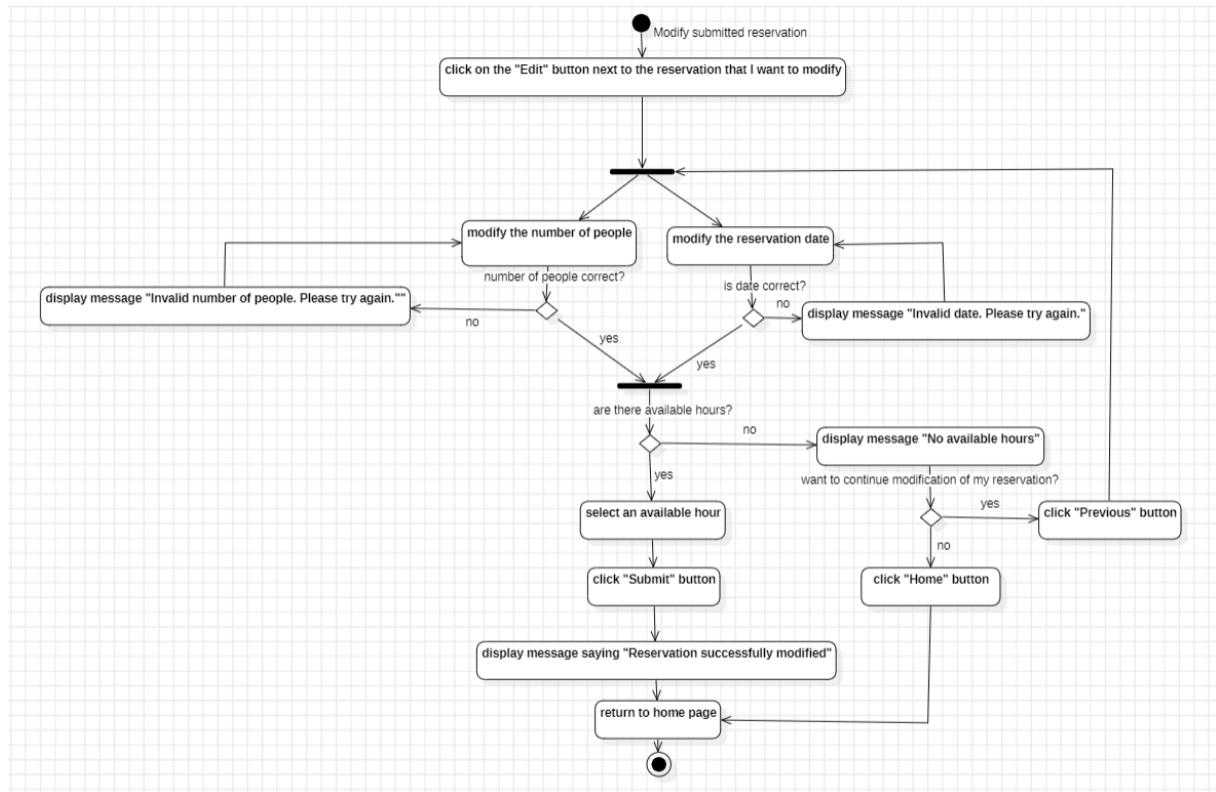 Modify submitted reservation
click on the "Edit" button next to the reservation that I want to modify
modify the number of people
modify the reservation date
number of people correct?
is date correct?
display message "Invalid number of people. Please try again.""
no
no
display message "Invalid date. Please try again."
yes
yes
are there available hours?
no
display message "No available hours"
yes
want to continue modification of my reservation?
select an available hour
yes
click "Previous" button
no
click "Submit" button
click "Home" button
display message saying "Reservation successfully modified"
return to home page